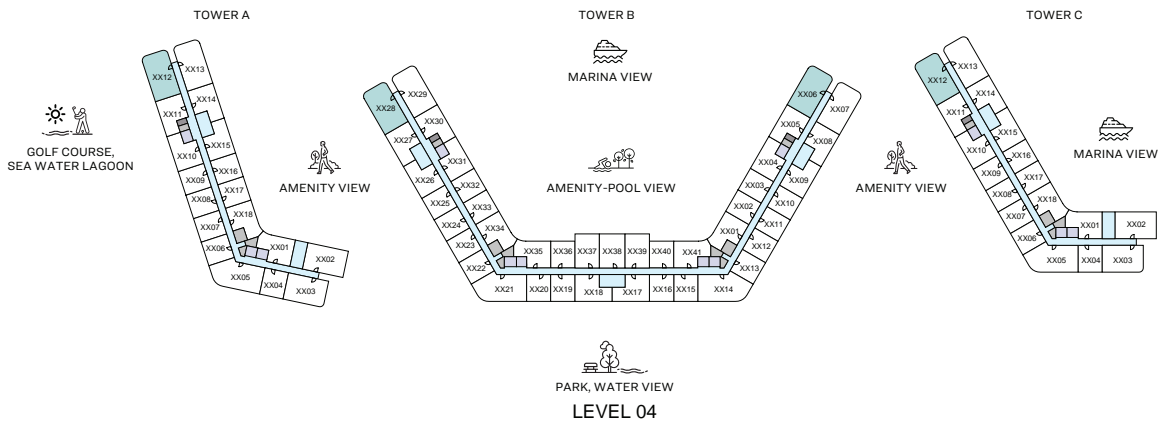 TOWER A
TOWER B
TOWER C
MARINA VIEW
GOLF COURSE,
SEA WATER LAGOON
AMENITY VIEW
AMENITY-POOL VIEW
AMENITY VIEW
MARINA VIEW
XX12
XX13
XX14
XX11
XX15
XX10
XX16
XX09
XX17
XX08
XX18
XX07
XX06
XX01
XX02
XX05
XX04
XX03
XX28
XX29
XX30
XX27
XX31
XX26
XX32
XX25
XX33
XX24
XX34
XX23
XX22
XX21
XX35
XX36
XX37
XX38
XX39
XX40
XX41
XX20
XX19
XX18
XX17
XX16
XX15
XX14
XX06
XX07
XX05
XX08
XX04
XX09
XX03
XX10
XX02
XX11
XX01
XX12
XX13
XX12
XX13
XX14
XX11
XX15
XX10
XX16
XX09
XX17
XX08
XX18
XX07
XX06
XX01
XX02
XX05
XX04
XX03
PARK, WATER VIEW
LEVEL 04